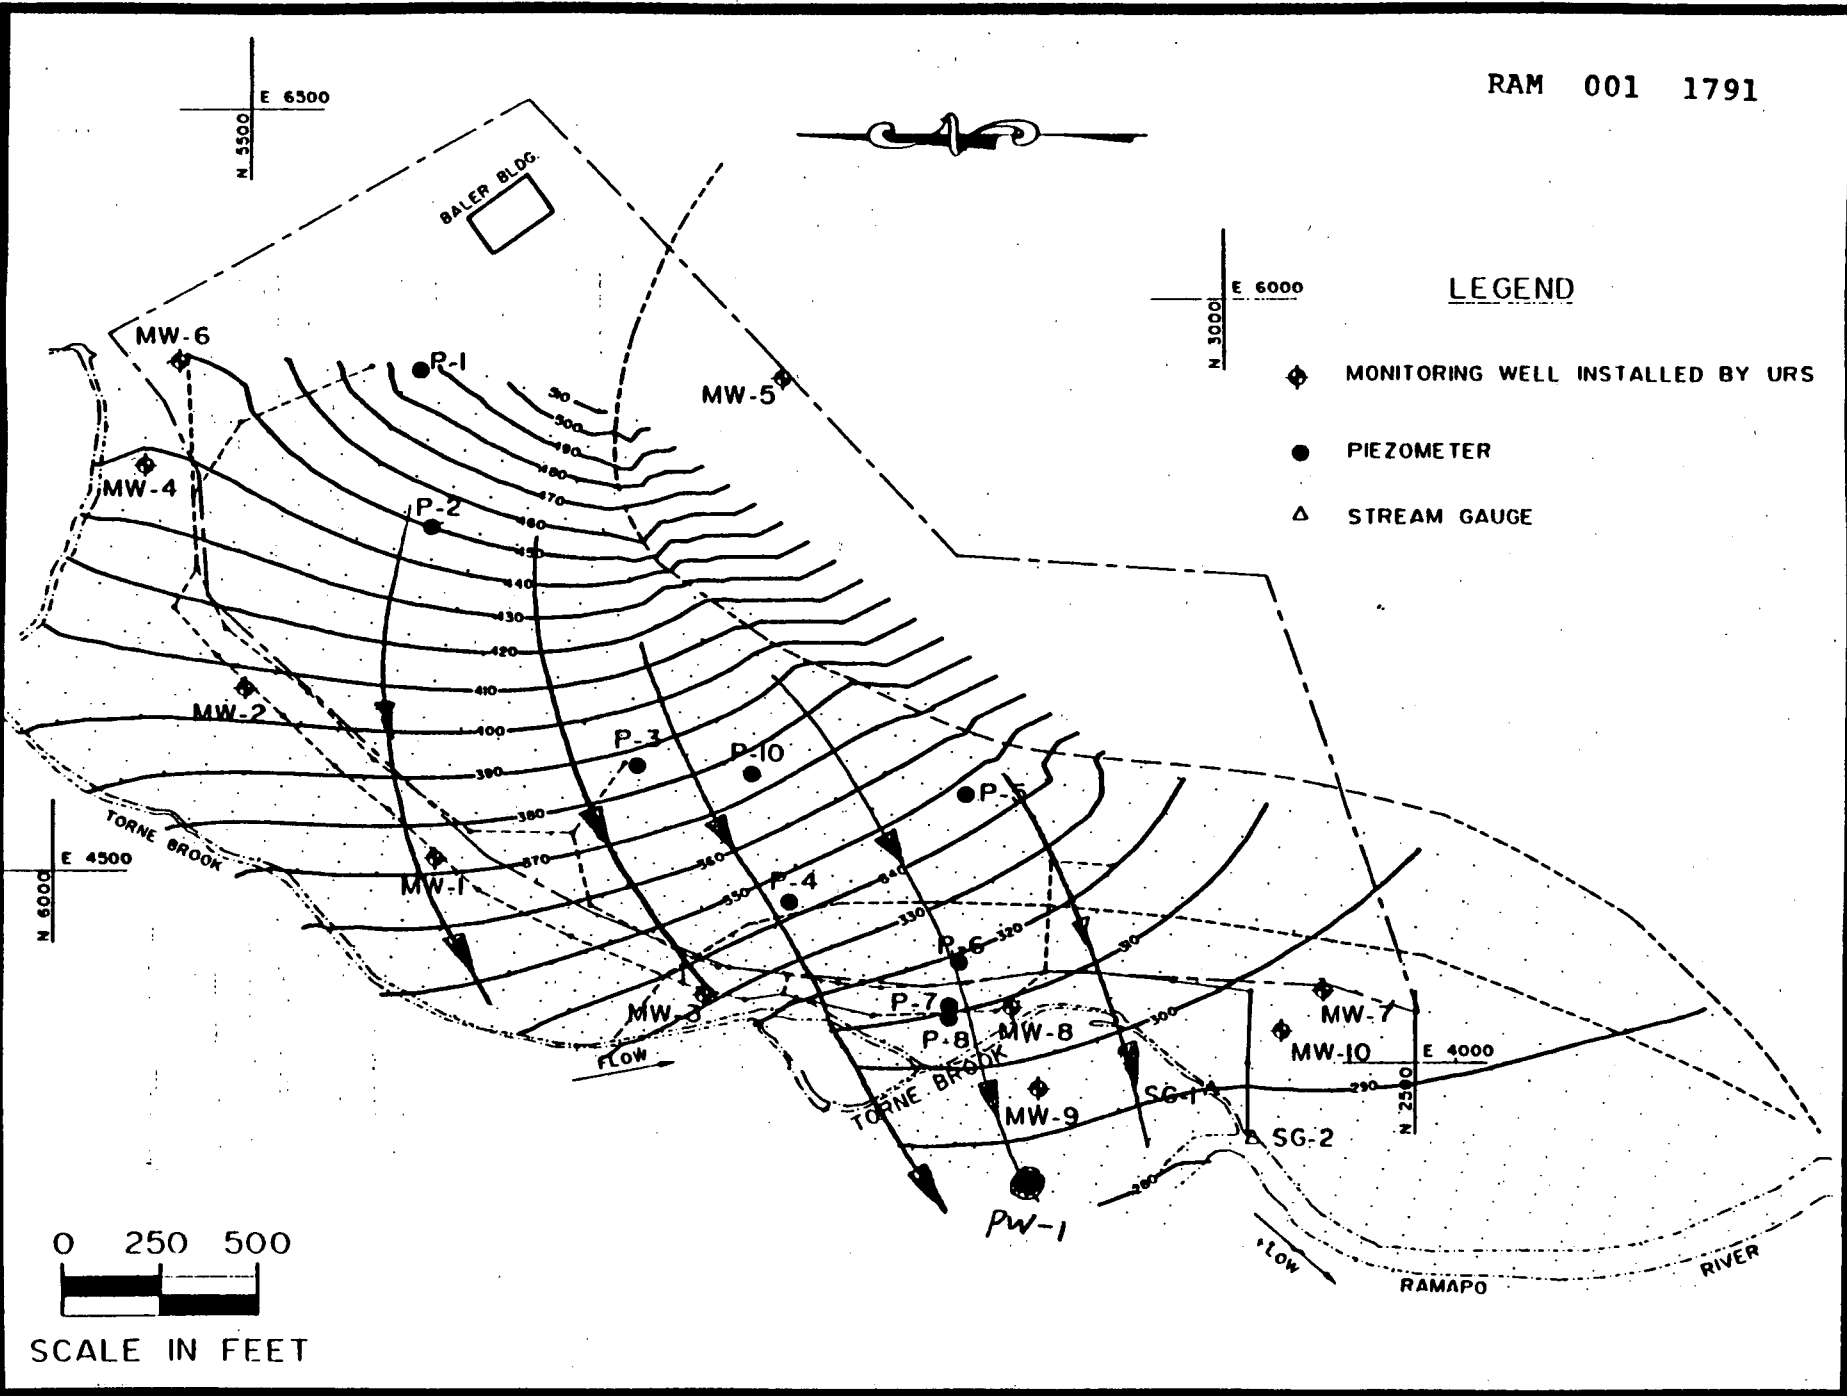 RAM 001 1791
E 6500
N 5500
BALER BLDG.
E 6000
N 3000
LEGEND
MONITORING WELL INSTALLED BY URS
PIEZOMETER
STREAM GAUGE
MW-6
P-1
MW-5
MW-4
P-2
510
500
490
480
470
460
450
440
430
420
410
400
390
380
370
360
350
340
330
320
310
300
290
280
MW-2
P-3
P-10
P-5
TORNE BROOK
E 4500
N 6000
MW-1
P-4
P-6
MW-3
P-7
P-8
MW-8
MW-7
MW-10
E 4000
N 2500
FLOW
TORNE BROOK
MW-9
SG-1
SG-2
PW-1
FLOW
RAMAPO
RIVER
0 250 500
SCALE IN FEET